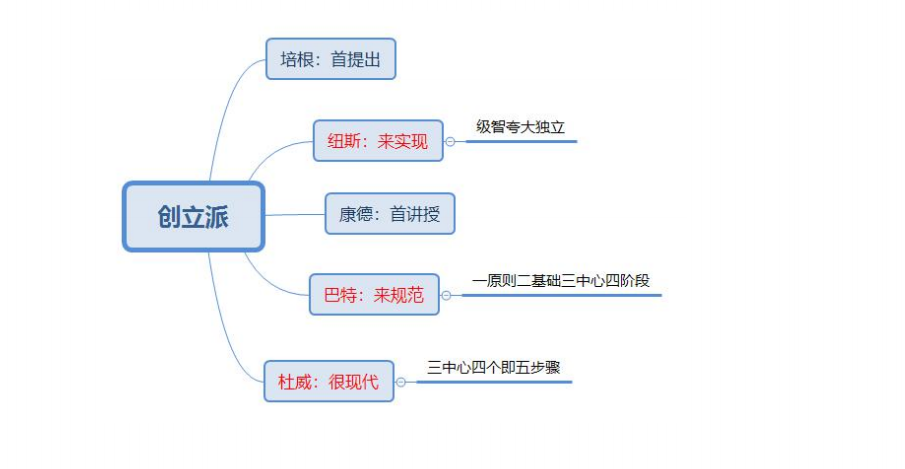 培根：首提出
纽斯：来实现
级智夸大独立
创立派
康德：首讲授
巴特：来规范
一原则二基础三中心四阶段
杜威：很现代
三中心四个即五步骤